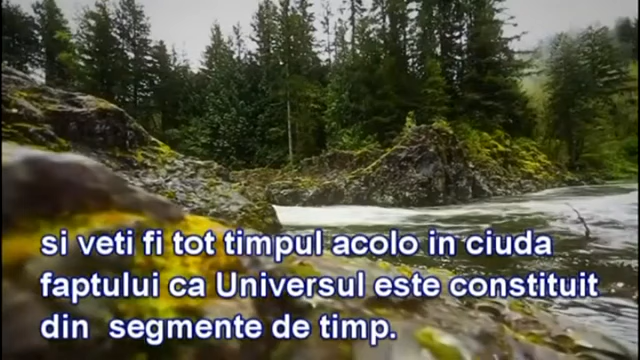 si veti fi tot timpul acolo in ciuda
faptului ca Universul este constituit
din segmente de timp.